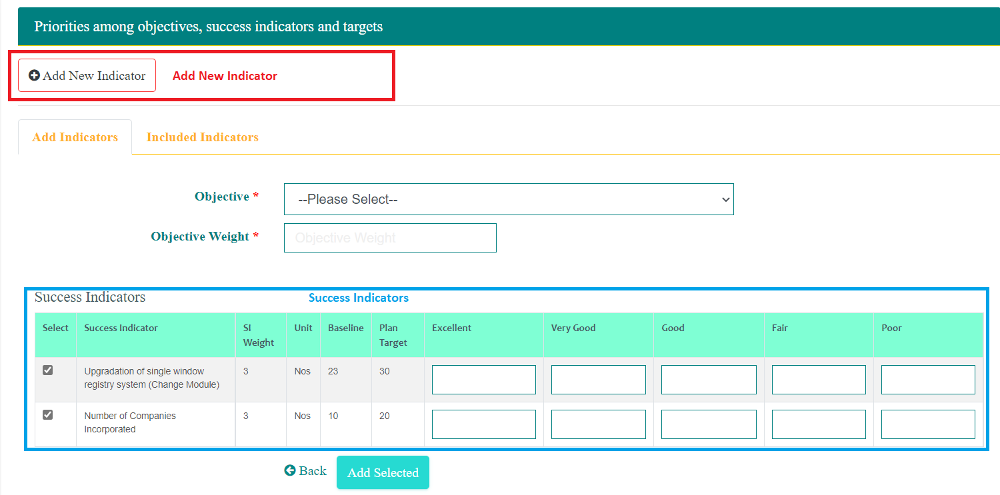 Priorities among objectives, success indicators and targets
Add New Indicator Add New Indicator
Add Indicators Included Indicators
Objective * --Please Select--
Objective Weight * Objective Weight
Success Indicators Success Indicators
Select Success Indicator SI Weight Unit Baseline Plan Target Excellent Very Good Good Fair Poor
Upgradation of single window 3 Nos 23 30
registry system (Change Module)
Number of Companies 3 Nos 10 20
Incorporated
Back Add Selected